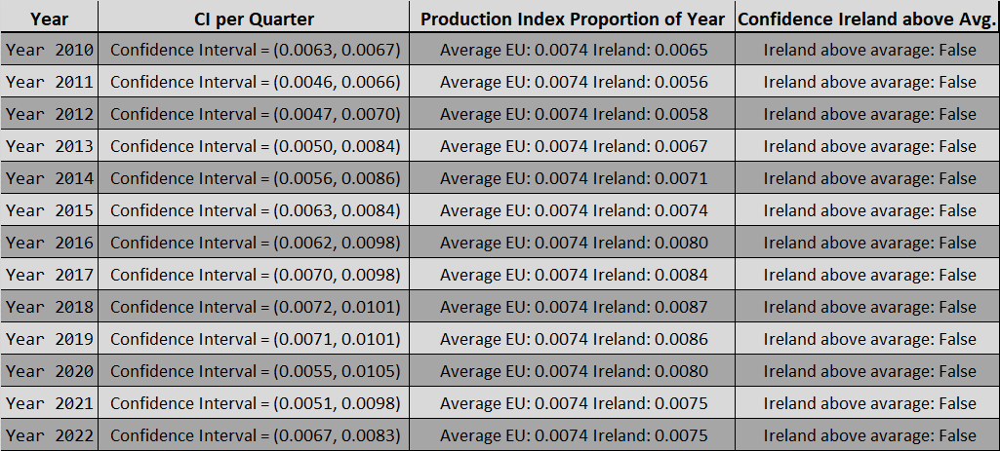 Year CI per Quarter Production Index Proportion of Year Confidence Ireland above Avg.
Year 2010 Confidence Interval = (0.0063, 0.0067) Average EU: 0.0074 Ireland: 0.0065 Ireland above avarage: False
Year 2011 Confidence Interval = (0.0046, 0.0066) Average EU: 0.0074 Ireland: 0.0056 Ireland above avarage: False
Year 2012 Confidence Interval = (0.0047, 0.0070) Average EU: 0.0074 Ireland: 0.0058 Ireland above avarage: False
Year 2013 Confidence Interval = (0.0050, 0.0084) Average EU: 0.0074 Ireland: 0.0067 Ireland above avarage: False
Year 2014 Confidence Interval = (0.0056, 0.0086) Average EU: 0.0074 Ireland: 0.0071 Ireland above avarage: False
Year 2015 Confidence Interval = (0.0063, 0.0084) Average EU: 0.0074 Ireland: 0.0074 Ireland above avarage: False
Year 2016 Confidence Interval = (0.0062, 0.0098) Average EU: 0.0074 Ireland: 0.0080 Ireland above avarage: False
Year 2017 Confidence Interval = (0.0070, 0.0098) Average EU: 0.0074 Ireland: 0.0084 Ireland above avarage: False
Year 2018 Confidence Interval = (0.0072, 0.0101) Average EU: 0.0074 Ireland: 0.0087 Ireland above avarage: False
Year 2019 Confidence Interval = (0.0071, 0.0101) Average EU: 0.0074 Ireland: 0.0086 Ireland above avarage: False
Year 2020 Confidence Interval = (0.0055, 0.0105) Average EU: 0.0074 Ireland: 0.0080 Ireland above avarage: False
Year 2021 Confidence Interval = (0.0051, 0.0098) Average EU: 0.0074 Ireland: 0.0075 Ireland above avarage: False
Year 2022 Confidence Interval = (0.0067, 0.0083) Average EU: 0.0074 Ireland: 0.0075 Ireland above avarage: False